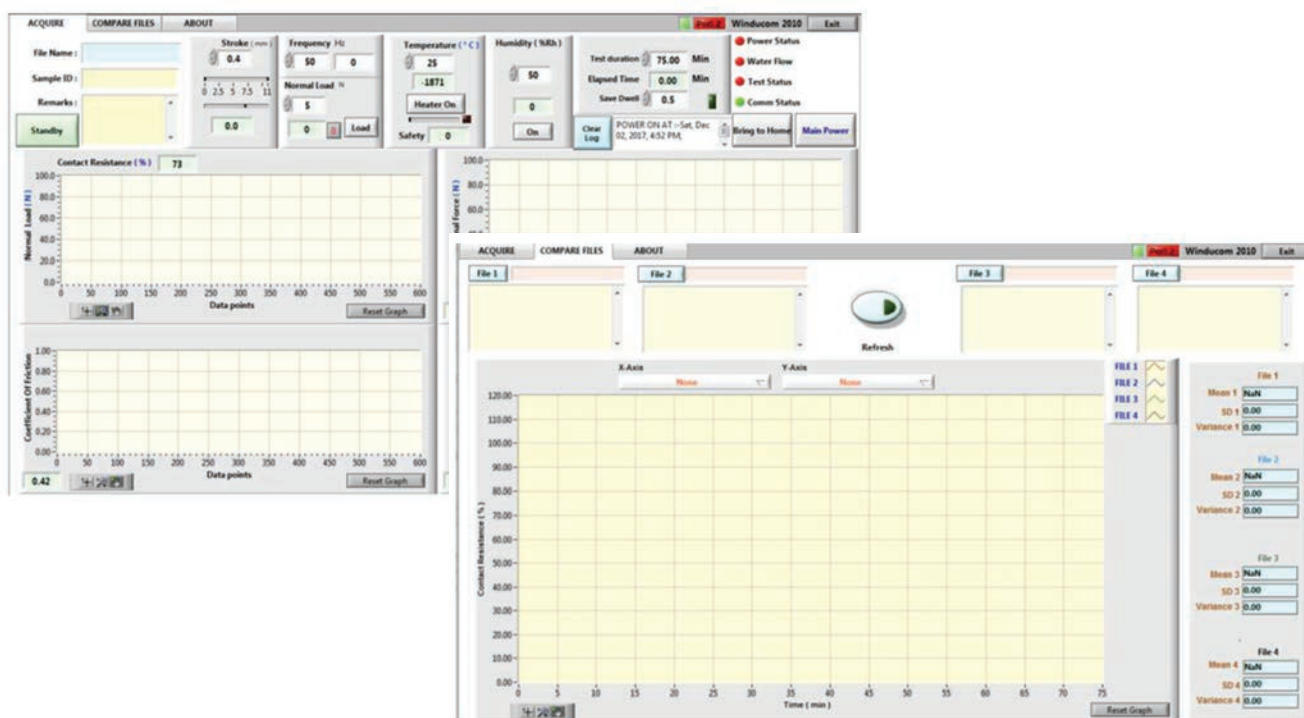 ACQUIRE COMPARE FILES ABOUT Winducom 2010 Exit
File Name :
Sample ID :
Remarks :
Standby
Stroke ( mm )
0.4
0 2.5 5 7.5 11
0.0
Frequency Hz
50 0
Normal Load N
5
0 Load
Temperature ( ° C )
25
-1871
Heater On
Safety 0
Humidity ( %Rh )
50
0
On
Test duration 75.00 Min
Elapsed Time 0.00 Min
Save Dwell 0.5
Clear Log
POWER ON AT :-Sat, Dec
02, 2017, 4:52 PM;
Power Status
Water Flow
Test Status
Comm Status
Bring to Home Main Power
Contact Resistance ( % ) 73
Normal Load ( N )
100.0
80.0
60.0
40.0
20.0
0.0
0 50 100 150 200 250 300 350 400 450 500 550 600
Data points
Reset Graph
100.0
80.0
60.0
nal Force ( N )
Coefficient Of Friction
1.00
0.80
0.60
0.40
0.20
0.00
0 50 100 150 200 250 300 350 400 450 500 550 600
Data points
0.42
Reset Graph
ACQUIRE COMPARE FILES ABOUT Winducom 2010 Exit
File 1 File 2 File 3 File 4
Refresh
X-Axis Y-Axis
None None
FILE 1
FILE 2
FILE 3
FILE 4
Contact Resistance ( % )
120.00
110.00
100.00
90.00
80.00
70.00
60.00
50.00
40.00
30.00
20.00
10.00
0.00
0 5 10 15 20 25 30 35 40 45 50 55 60 65 70 75
Time ( min )
Reset Graph
File 1
Mean 1 NaN
SD 1 0.00
Variance 1 0.00
File 2
Mean 2 NaN
SD 2 0.00
Variance 2 0.00
File 3
Mean 3 NaN
SD 3 0.00
Variance 3 0.00
File 4
Mean 4 NaN
SD 4 0.00
Variance 4 0.00